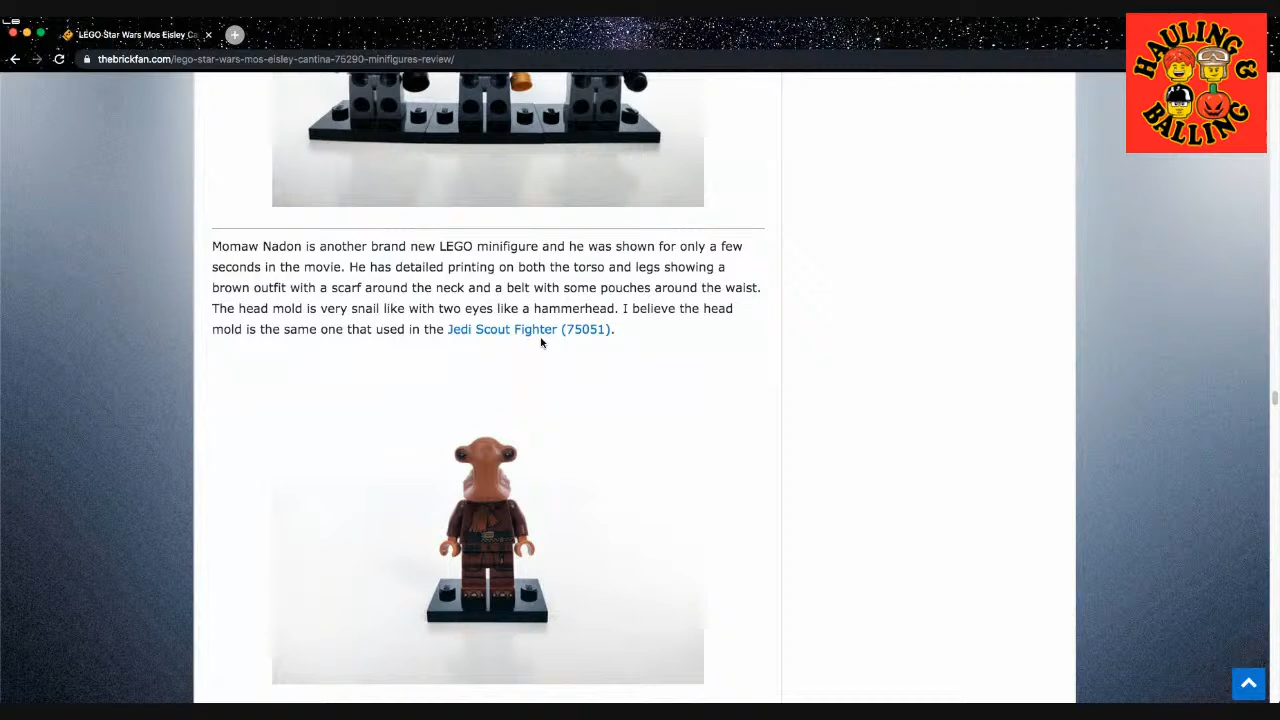 LEGO Star Wars Mos Eisley Ca
thebrickfan.com/lego-star-wars-mos-eisley-cantina-75290-minifigures-review/
HAULING &
BALLING
Momaw Nadon is another brand new LEGO minifigure and he was shown for only a few
seconds in the movie. He has detailed printing on both the torso and legs showing a
brown outfit with a scarf around the neck and a belt with some pouches around the waist.
The head mold is very snail like with two eyes like a hammerhead. I believe the head
mold is the same one that used in the Jedi Scout Fighter (75051).